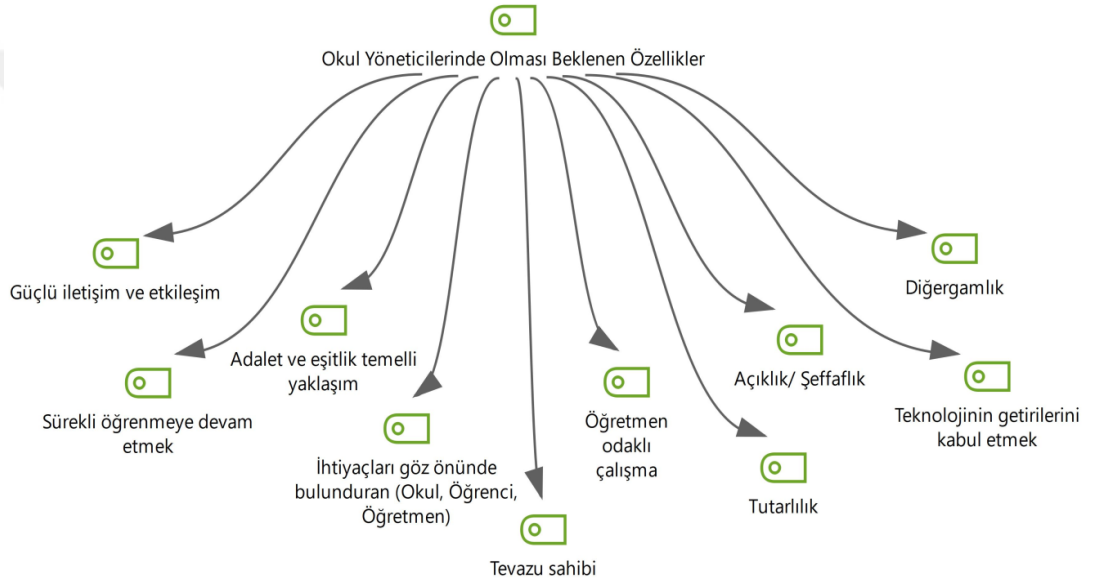 Okul Yöneticilerinde Olması Beklenen Özellikler
Güçlü iletişim ve etkileşim
Sürekli öğrenmeye devam
etmek
Adalet ve eşitlik temelli
yaklaşım
İhtiyaçları göz önünde
bulunduran (Okul, Öğrenci,
Öğretmen)
Tevazu sahibi
Öğretmen
odaklı
çalışma
Tutarlılık
Açıklık/ Şeffaflık
Teknolojinin getirilerini
kabul etmek
Diğergamlık